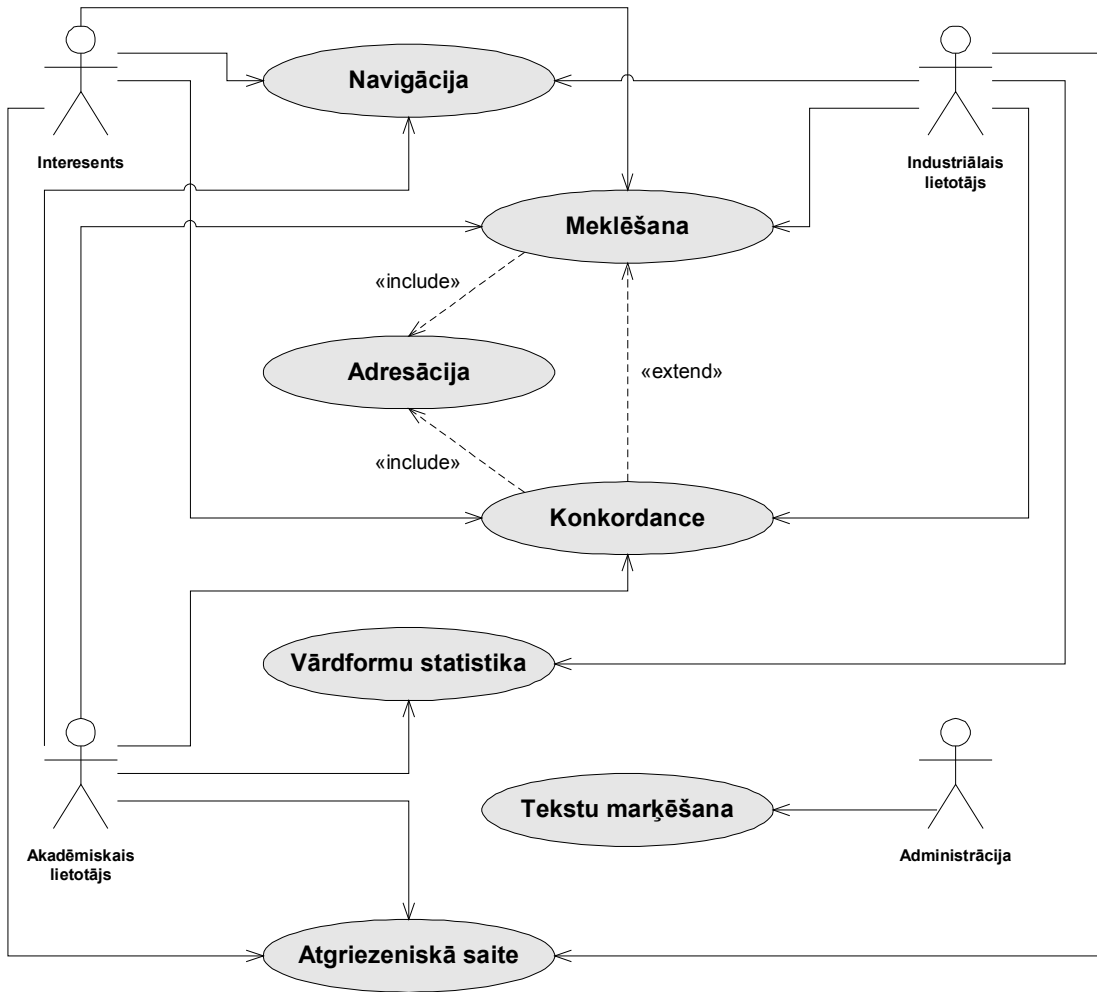 Navigācija
Interesents
Industriālais
lietotājs
Meklēšana
«include»
Adresācija
«extend»
«include»
Konkordance
Vārdformu statistika
Tekstu marķēšana
Akadēmiskais
lietotājs
Administrācija
Atgriezeniskā saite